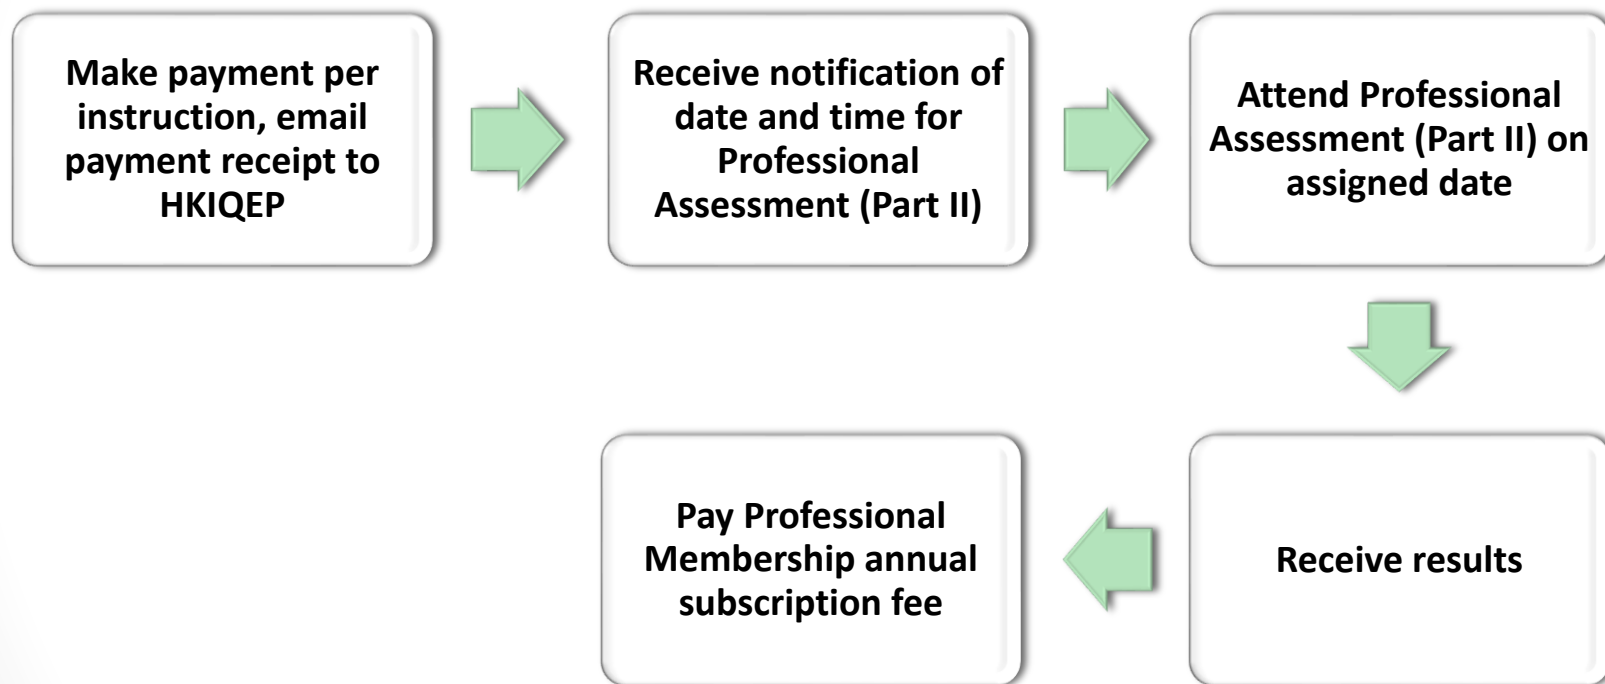 Make payment per
instruction, email
payment receipt to
HKIQEP
Receive notification of
date and time for
Professional
Assessment (Part II)
Attend Professional
Assessment (Part II) on
assigned date
Receive results
Pay Professional
Membership annual
subscription fee